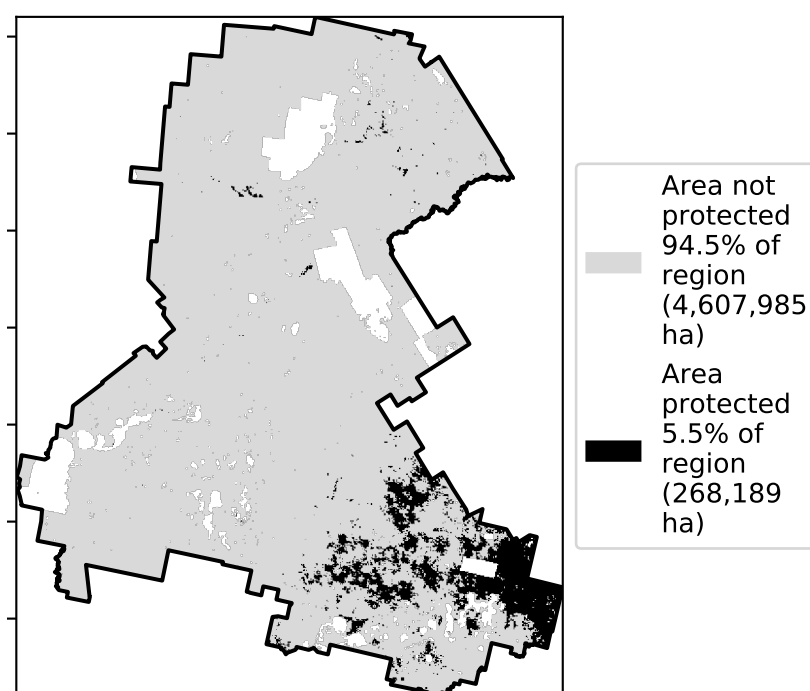 Area not
protected
94.5% of
region
(4,607,985
ha)
Area
protected
5.5% of
region
(268,189
ha)